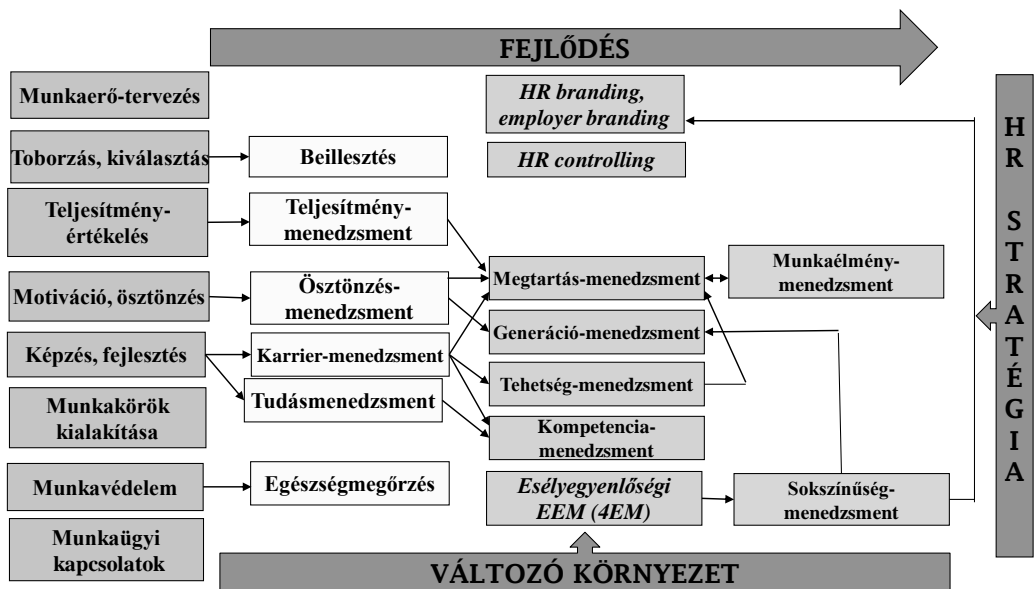 FEJLŐDÉS
Munkaerő-tervezés
Toborzás, kiválasztás
Teljesítmény-
értékelés
Motiváció, ösztönzés
Képzés, fejlesztés
Munkakörök
kialakítása
Munkavédelem
Munkaügyi
kapcsolatok
Beillesztés
Teljesítmény-
menedzsment
Ösztönzés-
menedzsment
Karrier-menedzsment
Tudásmenedzsment
Egészségmegőrzés
HR branding,
employer branding
HR controlling
Megtartás-menedzsment
Generáció-menedzsment
Tehetség-menedzsment
Kompetencia-
menedzsment
Esélyegyenlőségi
EEM (4EM)
Munkaélmény-
menedzsment
Sokszínűség-
menedzsment
HR STRATÉGIA
VÁLTOZÓ KÖRNYEZET